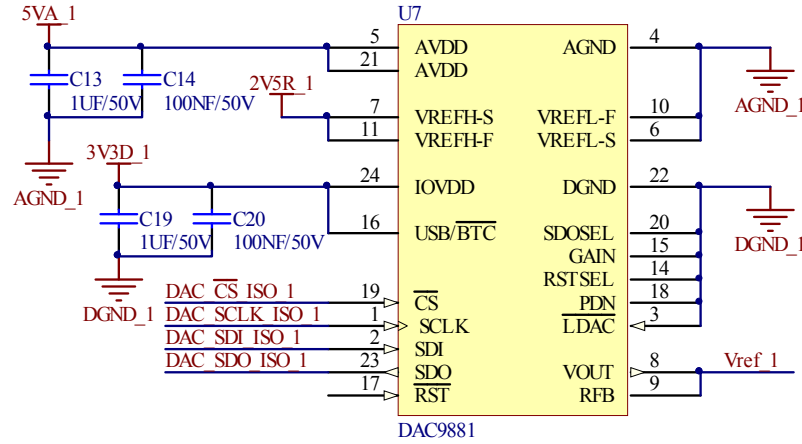 5VA_1
U7
5
AVDD
AGND
4
21
AVDD
C13
C14
1UF/50V
100NF/50V
2V5R_1
AGND_1
7
VREFH-S
VREFL-F
10
11
VREFH-F
VREFL-S
6
3V3D_1
AGND_1
24
IOVDD
DGND
22
C19
C20
1UF/50V
100NF/50V
16
USB/BTC
SDOSEL
20
DGND_1
GAIN
15
RSTSEL
14
DGND_1
DAC_CS_ISO_1
19
CS
PDN
18
DAC_SCLK_ISO_1
1
SCLK
LDAC
3
DAC_SDI_ISO_1
2
SDI
DAC_SDO_ISO_1
23
SDO
VOUT
8
Vref_1
17
RST
RFB
9
DAC9881